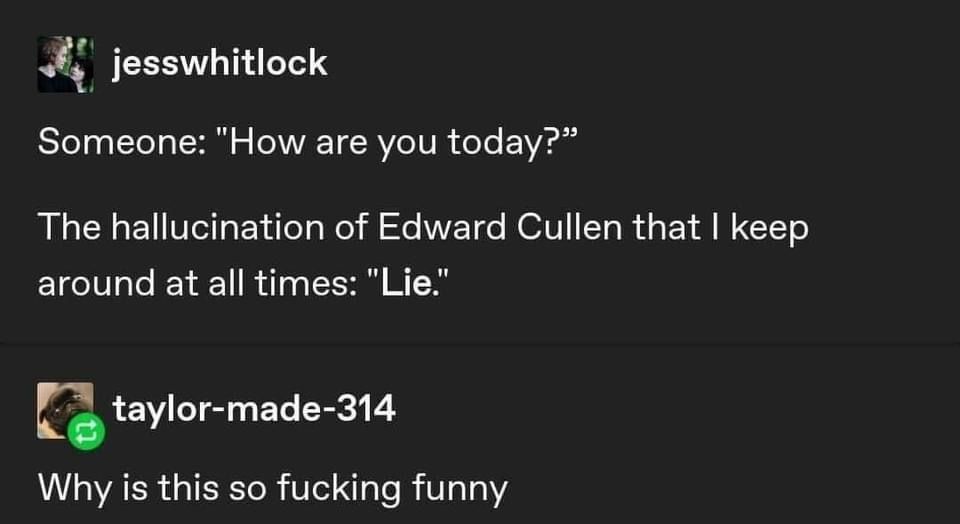 jesswhitlock
Someone: "How are you today?”
The hallucination of Edward Cullen that I keep
around at all times: "Lie."
taylor-made-314
Why is this so fucking funny